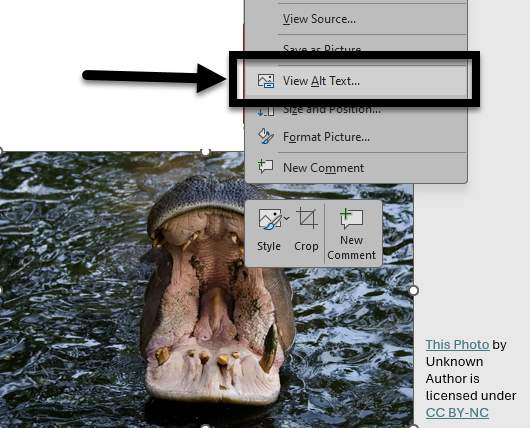 View Source...
Save as Picture...
View Alt Text...
Size and Position...
Format Picture...
New Comment
Style
Crop
New
Comment
This Photo by
Unknown
Author is
licensed under
CC BY-NC